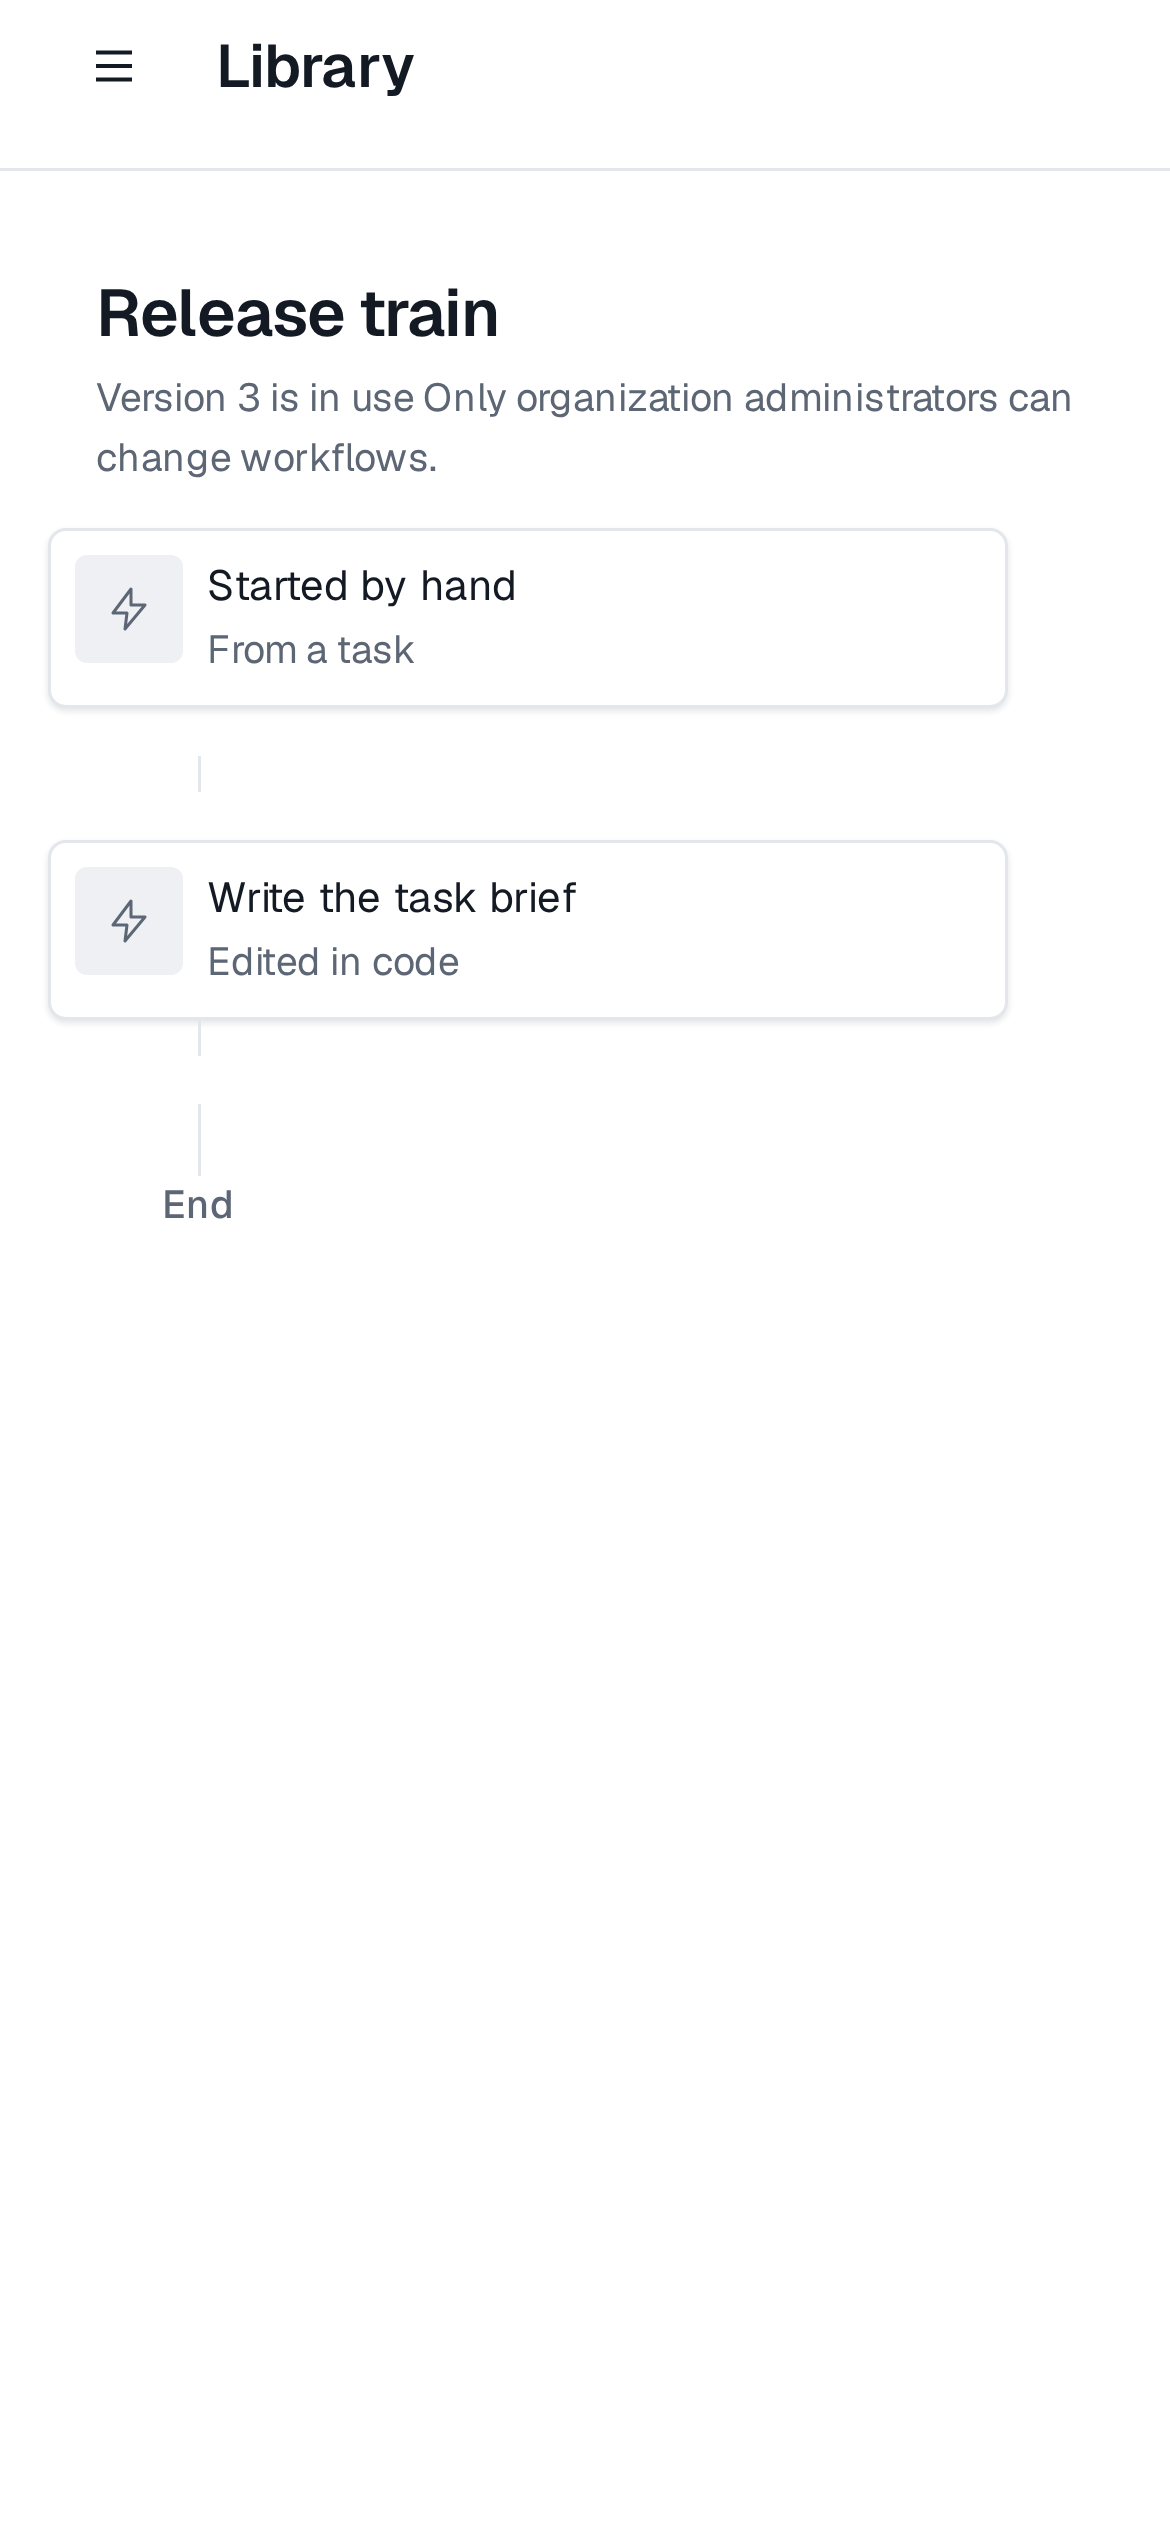 Library
Release train
Version 3 is in use Only organization administrators can
change workflows.
Started by hand
From a task
Write the task brief
Edited in code
End